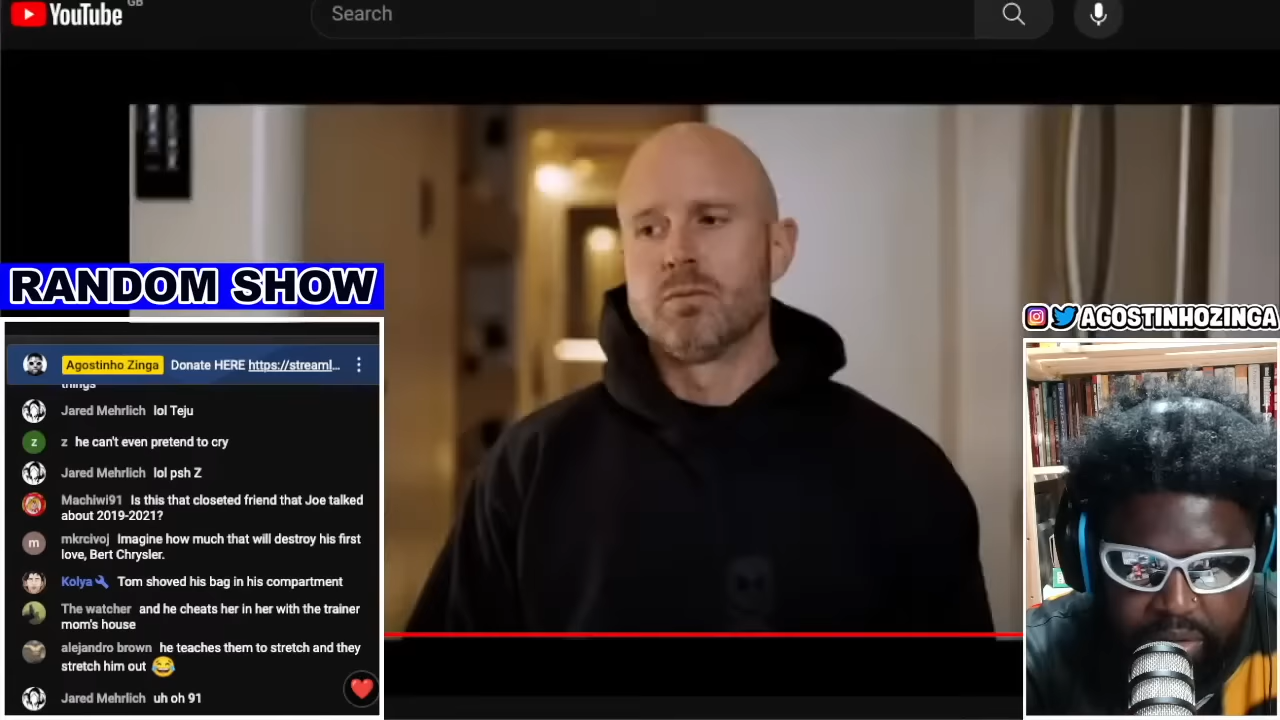 YouTube GB
Search
RANDOM SHOW
AGOSTINHOZINGA
Agostinho Zinga Donate HERE https://streaml...
things
Jared Mehrlich lol Teju
z z he can't even pretend to cry
Jared Mehrlich lol psh Z
Machiwi91 Is this that closeted friend that Joe talked
about 2019-2021?
m mkrcivoj Imagine how much that will destroy his first
love, Bert Chrysler.
Kolya Tom shoved his bag in his compartment
The watcher and he cheats her in her with the trainer
mom's house
alejandro brown he teaches them to stretch and they
stretch him out 😂
Jared Mehrlich uh oh 91